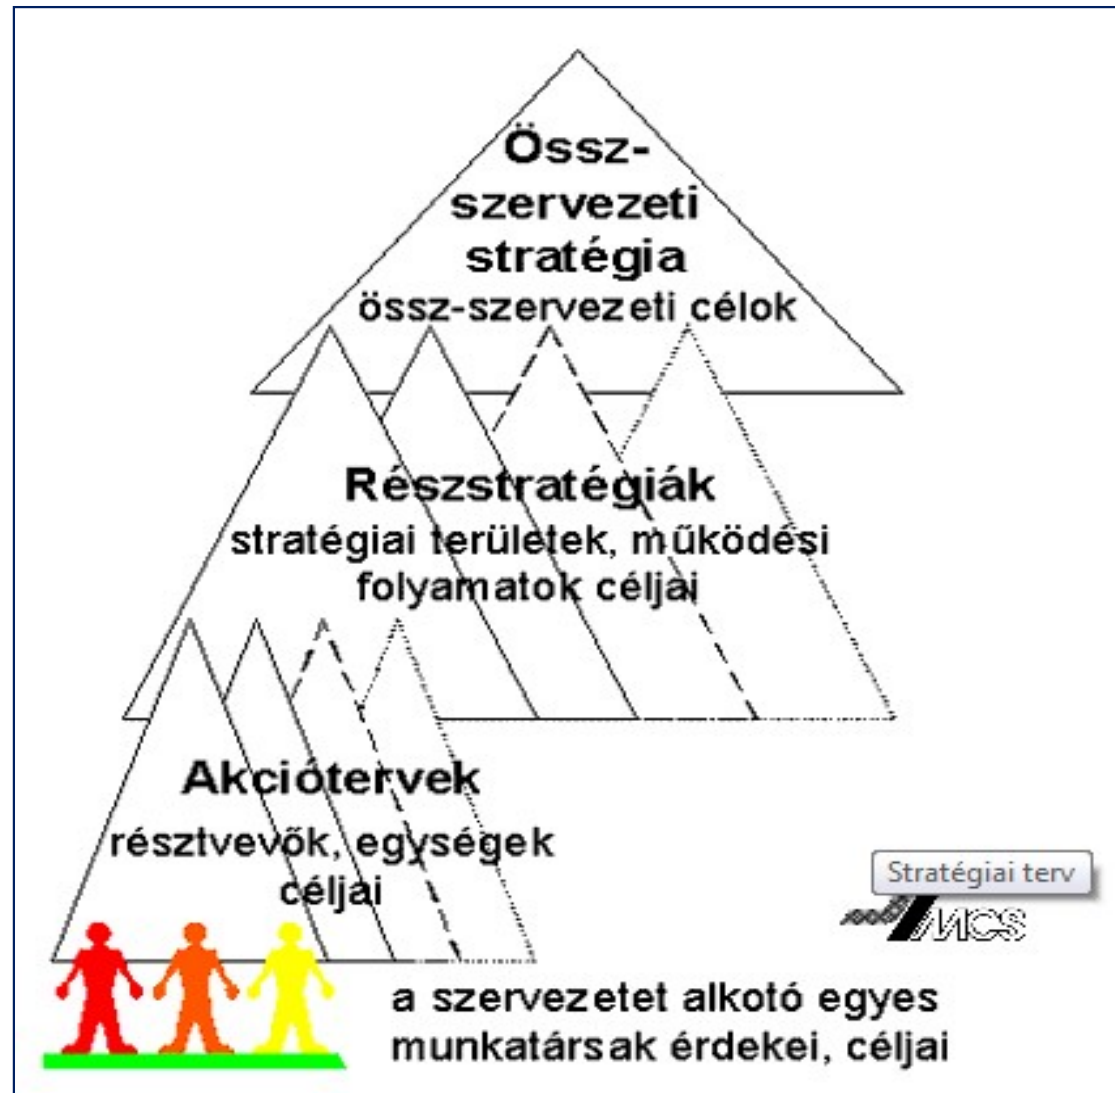 Össz-
szervezeti
stratégia
össz-szervezeti célok
Részstratégiák
stratégiai területek, működési
folyamatok céljai
Akciótervek
résztvevők, egységek
céljai
Stratégiai terv
MCS
a szervezetet alkotó egyes
munkatársak érdekei, céljai